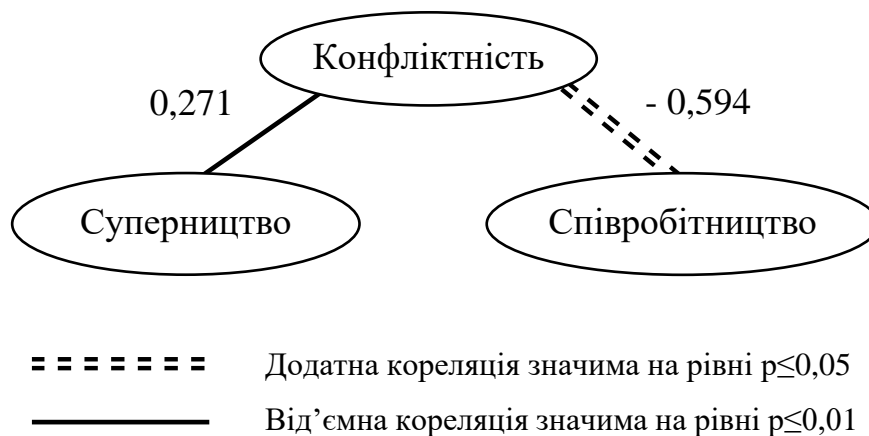 Конфліктність
0,271
- 0,594
Суперництво
Співробітництво
Додатна кореляція значима на рівні p≤0,05
Від’ємна кореляція значима на рівні p≤0,01